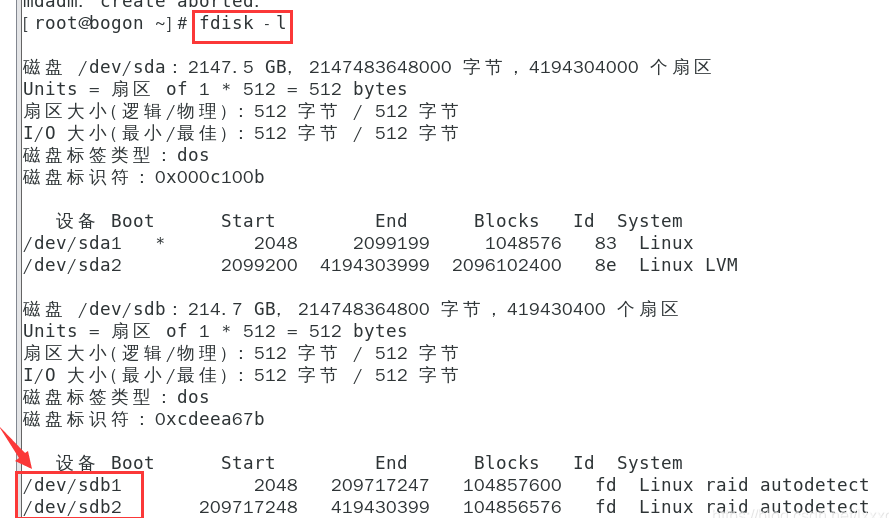 mdadm: create aborted.
[root@bogon ~]# fdisk -l
磁盘 /dev/sda：2147.5 GB, 2147483648000 字节，4194304000 个扇区
Units = 扇区 of 1 * 512 = 512 bytes
扇区大小(逻辑/物理)：512 字节 / 512 字节
I/O 大小(最小/最佳)：512 字节 / 512 字节
磁盘标签类型：dos
磁盘标识符：0x000c100b
设备 Boot Start End Blocks Id System
/dev/sda1 * 2048 2099199 1048576 83 Linux
/dev/sda2 2099200 4194303999 2096102400 8e Linux LVM
磁盘 /dev/sdb：214.7 GB, 214748364800 字节，419430400 个扇区
Units = 扇区 of 1 * 512 = 512 bytes
扇区大小(逻辑/物理)：512 字节 / 512 字节
I/O 大小(最小/最佳)：512 字节 / 512 字节
磁盘标签类型：dos
磁盘标识符：0xcdeea67b
设备 Boot Start End Blocks Id System
/dev/sdb1 2048 209717247 104857600 fd Linux raid autodetect
/dev/sdb2 209717248 419430399 104856576 fd Linux raid autodetect